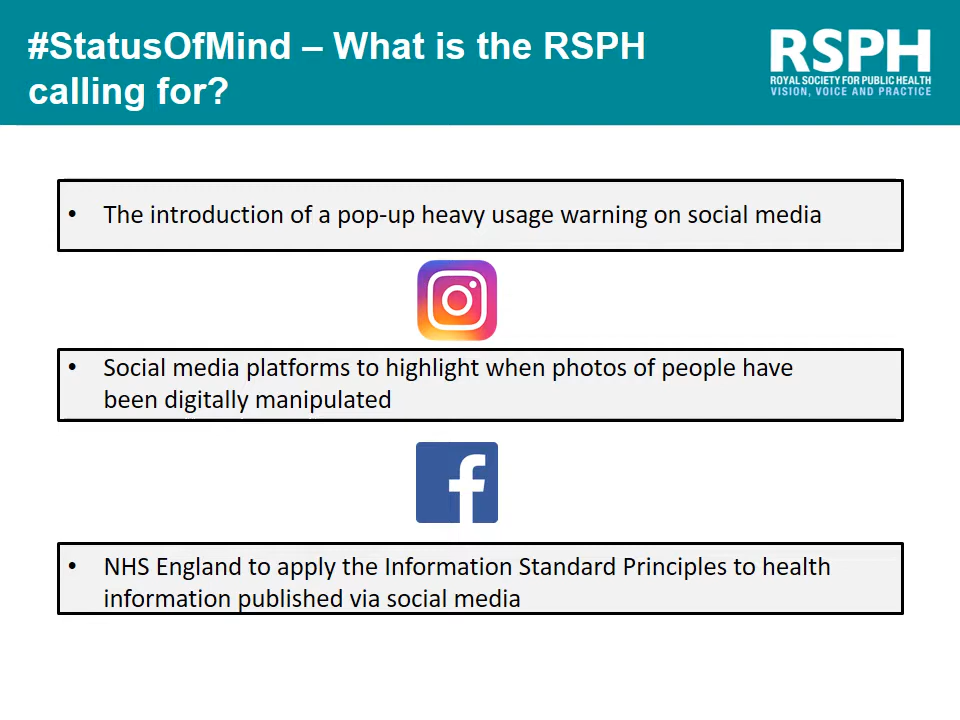 #StatusOfMind – What is the RSPH
calling for?
RSPH
ROYAL SOCIETY FOR PUBLIC HEALTH
VISION, VOICE AND PRACTICE
• The introduction of a pop-up heavy usage warning on social media
• Social media platforms to highlight when photos of people have
been digitally manipulated
f
• NHS England to apply the Information Standard Principles to health
information published via social media